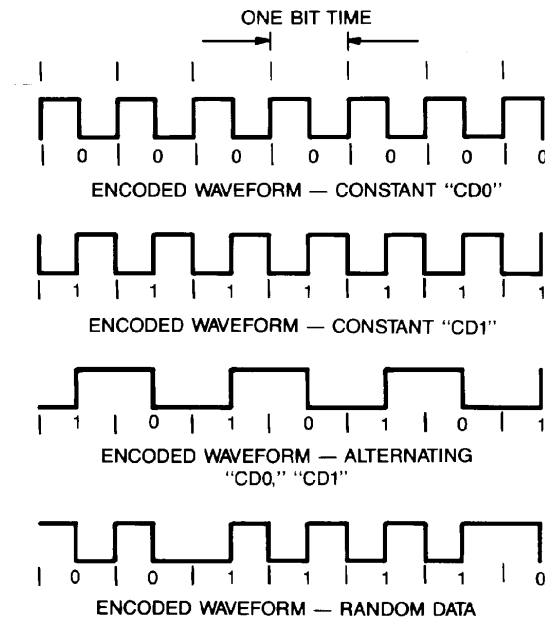 ONE BIT TIME
0 0 0 0 0 0 0
ENCODED WAVEFORM — CONSTANT “CD0”
1 1 1 1 1 1 1
ENCODED WAVEFORM — CONSTANT “CD1”
1 0 1 0 1 0 1
ENCODED WAVEFORM — ALTERNATING
“CD0,” “CD1”
0 0 1 1 1 1 0
ENCODED WAVEFORM — RANDOM DATA